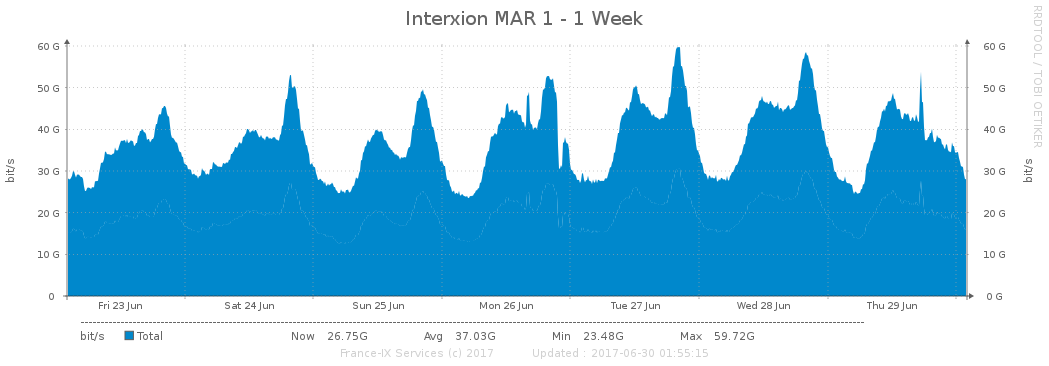 Interxion MAR 1 - 1 Week
RRDTOOL / TOBI OETIKER
bit/s
60 G 60 G
50 G 50 G
40 G 40 G
30 G 30 G
20 G 20 G
10 G 10 G
0 0 G
bit/s
Fri 23 Jun Sat 24 Jun Sun 25 Jun Mon 26 Jun Tue 27 Jun Wed 28 Jun Thu 29 Jun
bit/s Total Now 26.75G Avg 37.03G Min 23.48G Max 59.72G
France-IX Services (c) 2017 Updated : 2017-06-30 01:55:15